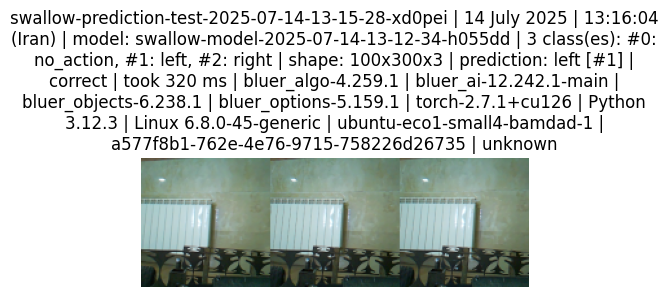 swallow-prediction-test-2025-07-14-13-15-28-xd0pei | 14 July 2025 | 13:16:04
(Iran) | model: swallow-model-2025-07-14-13-12-34-h055dd | 3 class(es): #0:
no_action, #1: left, #2: right | shape: 100x300x3 | prediction: left [#1] |
correct | took 320 ms | bluer_algo-4.259.1 | bluer_ai-12.242.1-main |
bluer_objects-6.238.1 | bluer_options-5.159.1 | torch-2.7.1+cu126 | Python
3.12.3 | Linux 6.8.0-45-generic | ubuntu-eco1-small4-bamdad-1 |
a577f8b1-762e-4e76-9715-758226d26735 | unknown